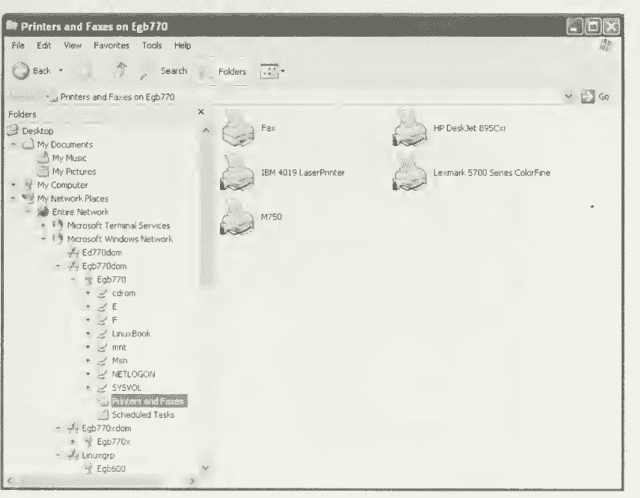 Printers and Faxes on Egb770
File Edit View Favorites Tools Help
Back Search Folders
Printers and Faxes on Egb770 Go
Folders
Desktop
My Documents
My Music
My Pictures
My Computer
My Network Places
Entire Network
Microsoft Terminal Services
Microsoft Windows Network
Ed770dom
Egb770dom
Egb770
cdrom
E
F
LinuxBook
mnt
Msn
NETLOGON
SYSVOL
Printers and Faxes
Scheduled Tasks
Egb770xdom
Egb770x
Linuxgrp
Egb600
Fax
HP DeskJet 895Cxi
IBM 4019 LaserPrinter
Lexmark 5700 Series ColorFine
M750